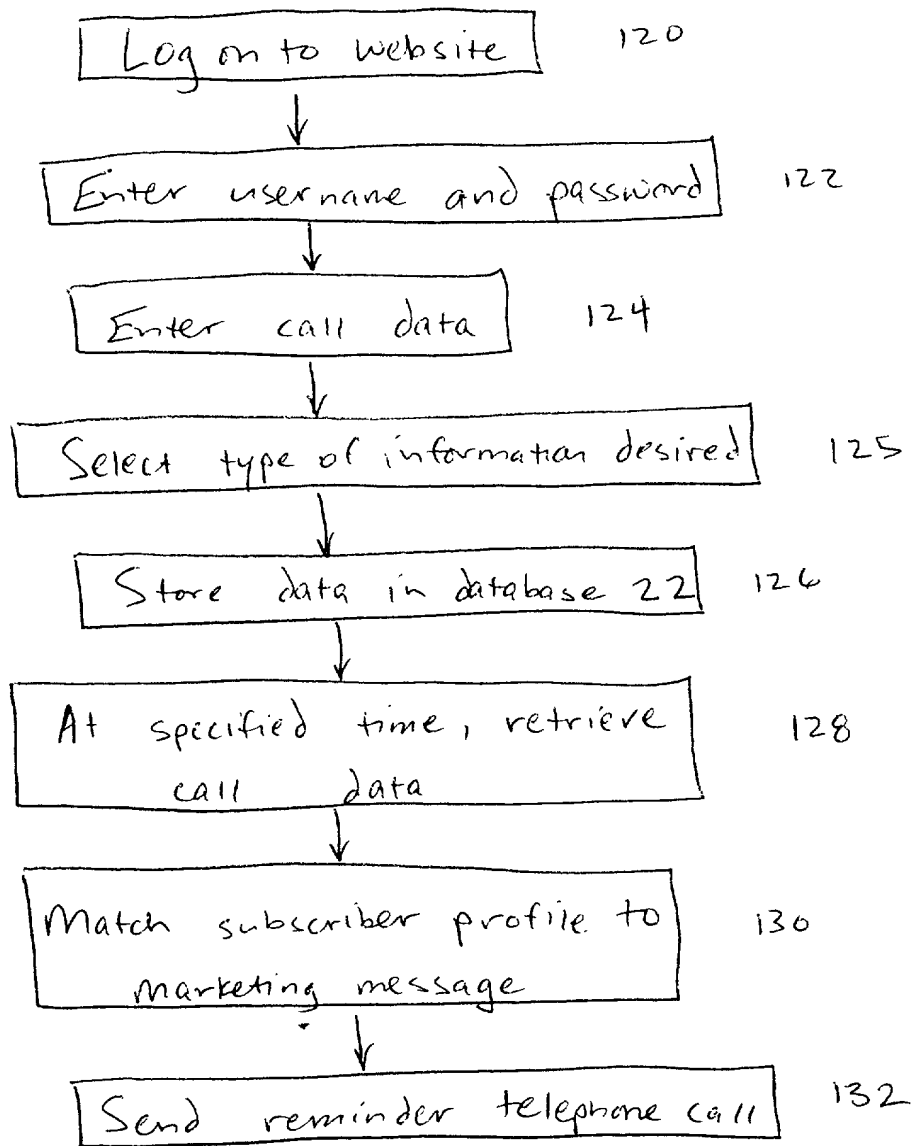 Log on to website 120
Enter username and password 122
Enter call data 124
Select type of information desired 125
Store data in database 22 126
At specified time, retrieve 128
call data
Match subscriber profile to 130
marketing message
Send reminder telephone call 132